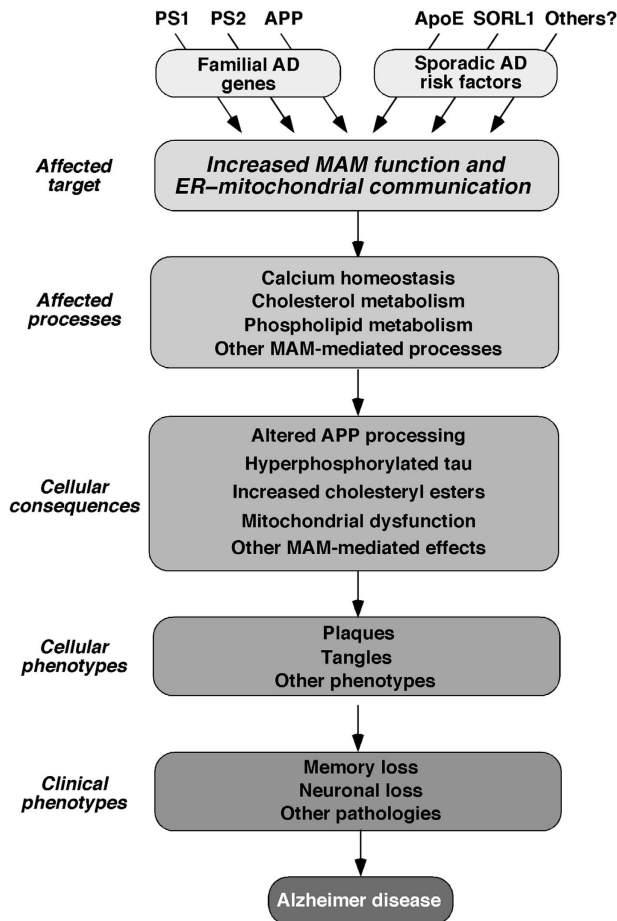 PS1 PS2 APP
ApoE SORL1 Others?
Familial AD
genes
Sporadic AD
risk factors
Affected
target
Increased MAM function and
ER–mitochondrial communication
Affected
processes
Calcium homeostasis
Cholesterol metabolism
Phospholipid metabolism
Other MAM-mediated processes
Cellular
consequences
Altered APP processing
Hyperphosphorylated tau
Increased cholesteryl esters
Mitochondrial dysfunction
Other MAM-mediated effects
Cellular
phenotypes
Plaques
Tangles
Other phenotypes
Clinical
phenotypes
Memory loss
Neuronal loss
Other pathologies
Alzheimer disease